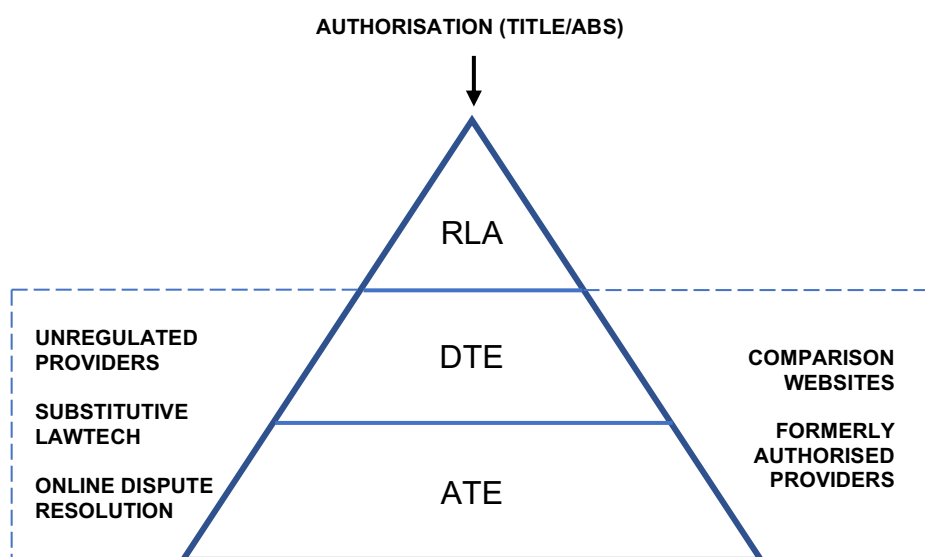 AUTHORISATION (TITLE/ABS)
RLA
UNREGULATED
PROVIDERS
SUBSTITUTIVE
LAWTECH
ONLINE DISPUTE
RESOLUTION
DTE
ATE
COMPARISON
WEBSITES
FORMERLY
AUTHORISED
PROVIDERS